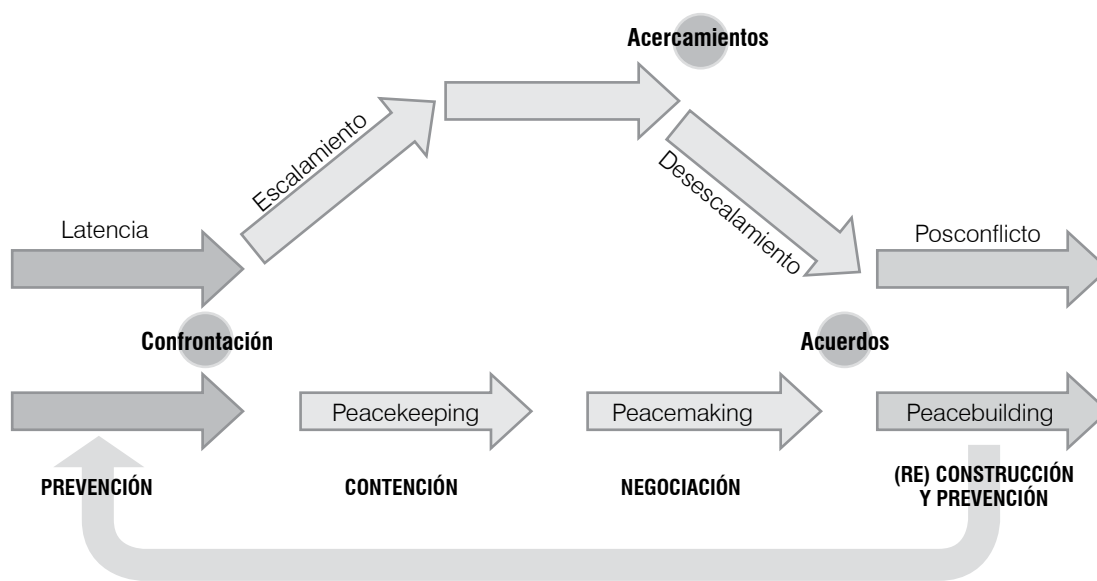 Acercamientos
Escalamiento
Desescalamiento
Latencia
Posconflicto
Confrontación
Acuerdos
Peacekeeping
Peacemaking
Peacebuilding
PREVENCIÓN
CONTENCIÓN
NEGOCIACIÓN
(RE) CONSTRUCCIÓN
Y PREVENCIÓN